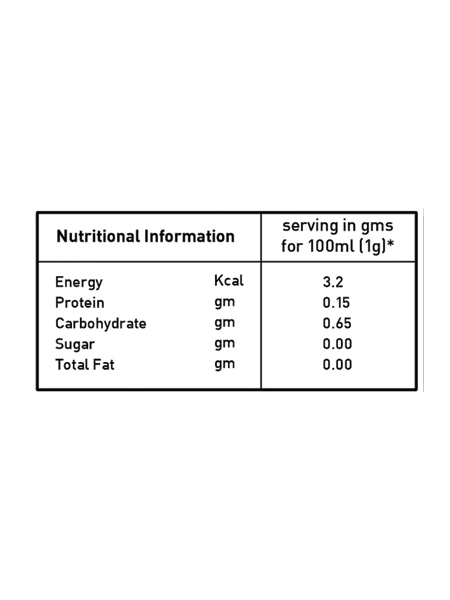 Nutritional Information
serving in gms
for 100ml (1g)*
Energy Kcal 3.2
Protein gm 0.15
Carbohydrate gm 0.65
Sugar gm 0.00
Total Fat gm 0.00